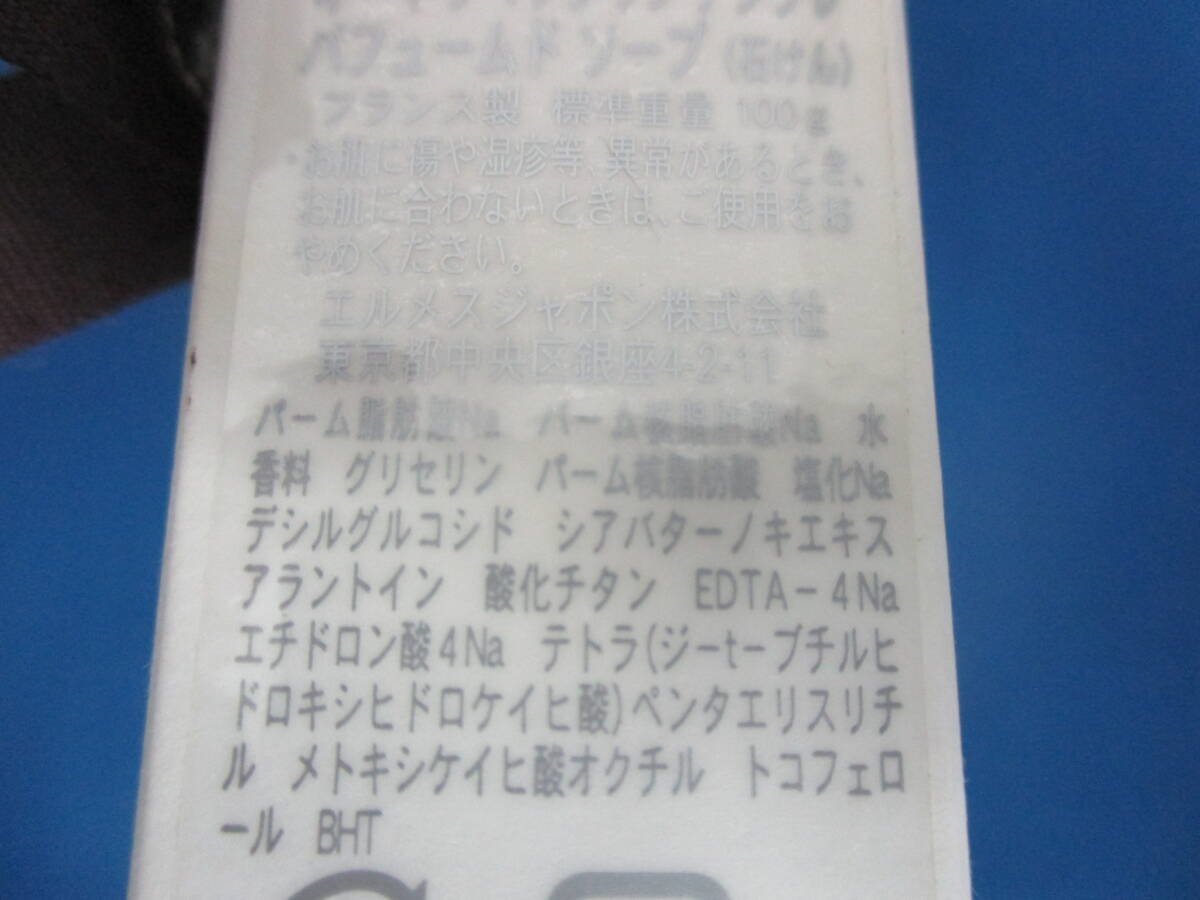 パフュームド ソープ (石けん)
フランス製 標準重量 100g
・お肌に傷や湿疹等、異常があるとき、
お肌に合わないときは、ご使用をお
やめください。
エルメスジャポン株式会社
東京都中央区銀座4-2-11
パーム脂肪酸Na パーム核脂肪酸Na 水
香料 グリセリン パーム核脂肪酸 塩化Na
デシルグルコシド シアバターノキエキス
アラントイン 酸化チタン EDTA-4Na
エチドロン酸4Na テトラ(ジ-t-ブチルヒ
ドロキシヒドロケイヒ酸)ペンタエリスリチ
ル メトキシケイヒ酸オクチル トコフェロ
ール BHT